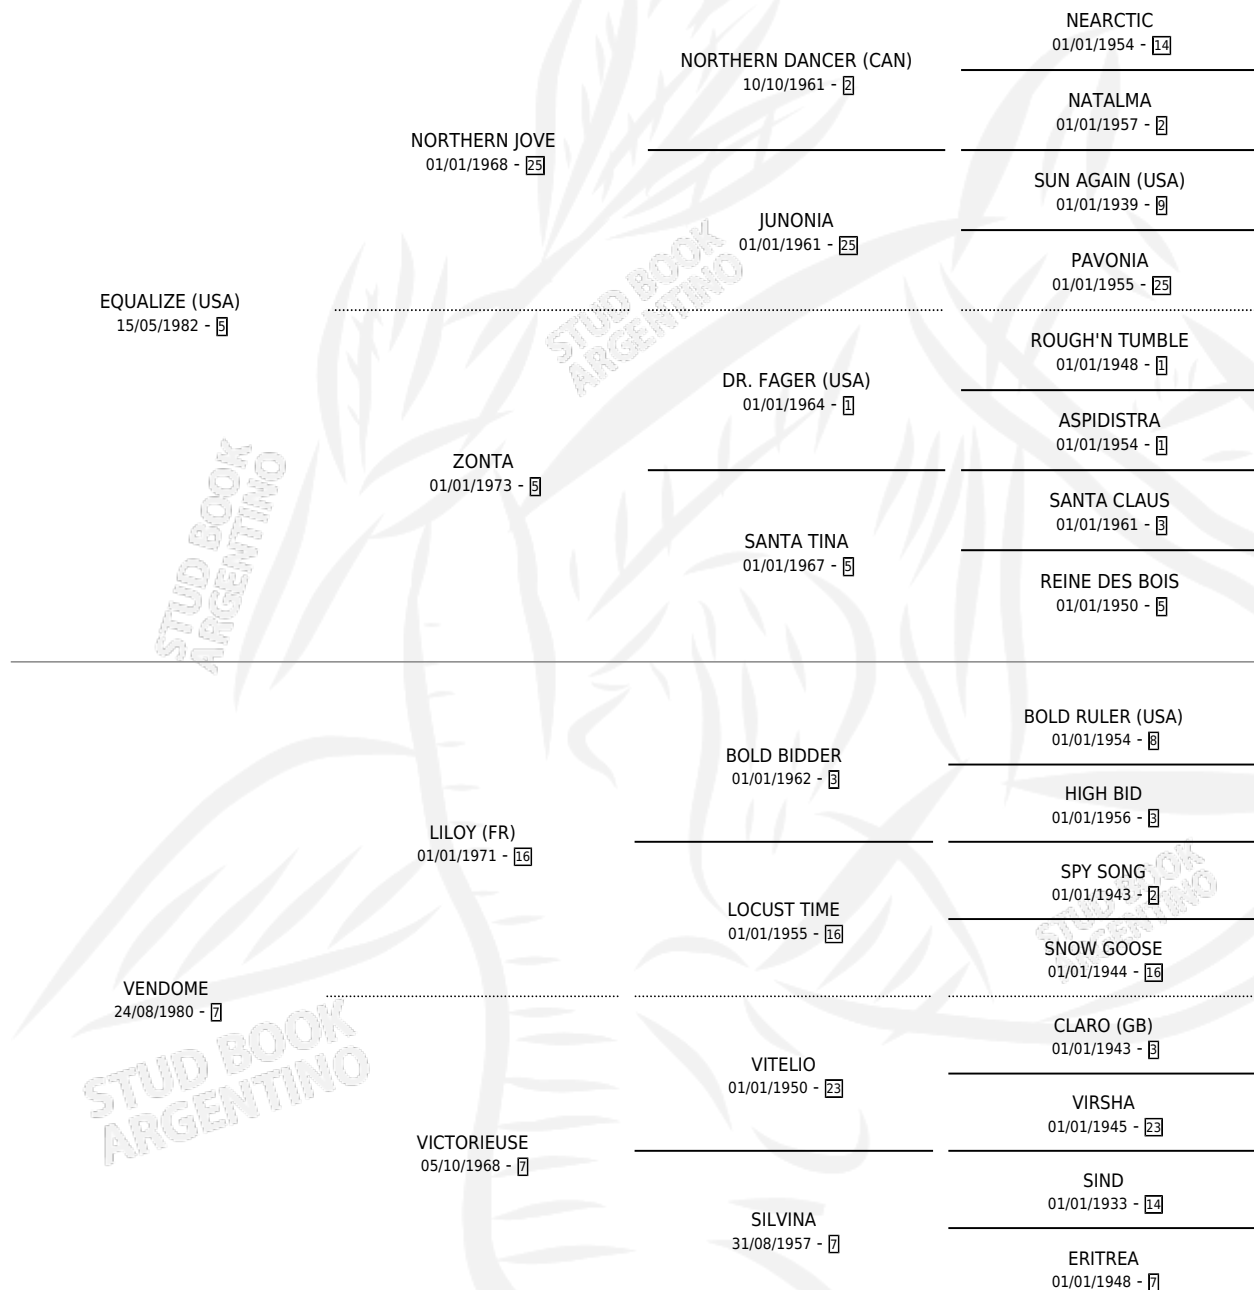 NEARCTIC
01/01/1954 - 14
NORTHERN DANCER (CAN)
10/10/1961 - 2
NATALMA
01/01/1957 - 2
NORTHERN JOVE
01/01/1968 - 25
SUN AGAIN (USA)
01/01/1939 - 9
JUNONIA
01/01/1961 - 25
PAVONIA
01/01/1955 - 25
EQUALIZE (USA)
15/05/1982 - 5
STUD BOOK
ARGENTINO
ROUGH'N TUMBLE
01/01/1948 - 1
DR. FAGER (USA)
01/01/1964 - 1
ASPIDISTRA
01/01/1954 - 1
ZONTA
01/01/1973 - 5
SANTA CLAUS
01/01/1961 - 3
SANTA TINA
01/01/1967 - 5
REINE DES BOIS
01/01/1950 - 5
STUD BOOK
ARGENTINO
BOLD RULER (USA)
01/01/1954 - 8
BOLD BIDDER
01/01/1962 - 3
HIGH BID
01/01/1956 - 3
LILOY (FR)
01/01/1971 - 16
SPY SONG
01/01/1943 - 2
LOCUST TIME
01/01/1955 - 16
STUD BOOK
ARGENTINO
SNOW GOOSE
01/01/1944 - 16
VENDOME
24/08/1980 - 7
STUD BOOK
ARGENTINO
CLARO (GB)
01/01/1943 - 3
VITELIO
01/01/1950 - 23
VIRSHA
01/01/1945 - 23
VICTORIEUSE
05/10/1968 - 7
SIND
01/01/1933 - 14
SILVINA
31/08/1957 - 7
ERITREA
01/01/1948 - 7